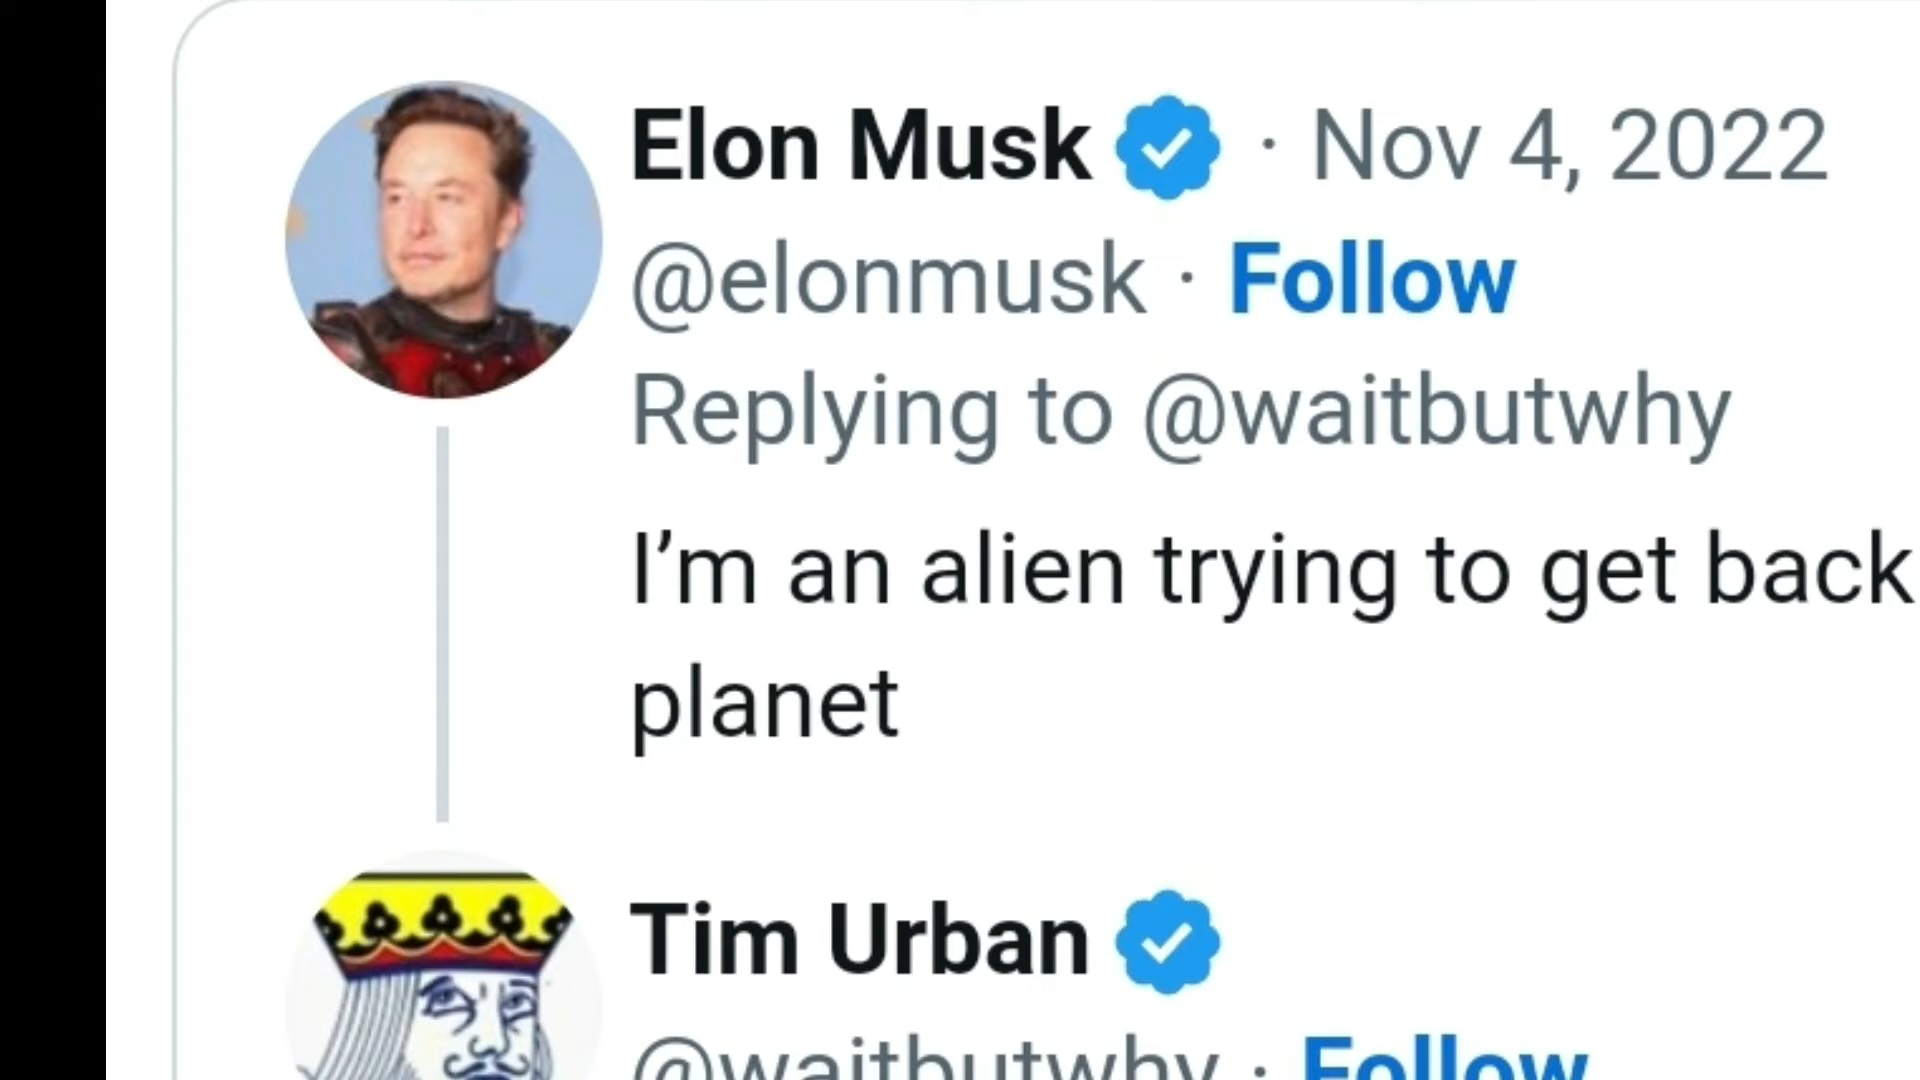 Elon Musk · Nov 4, 2022
@elonmusk · Follow
Replying to @waitbutwhy
I’m an alien trying to get back
planet
Tim Urban
@waitbutwhy · Follow